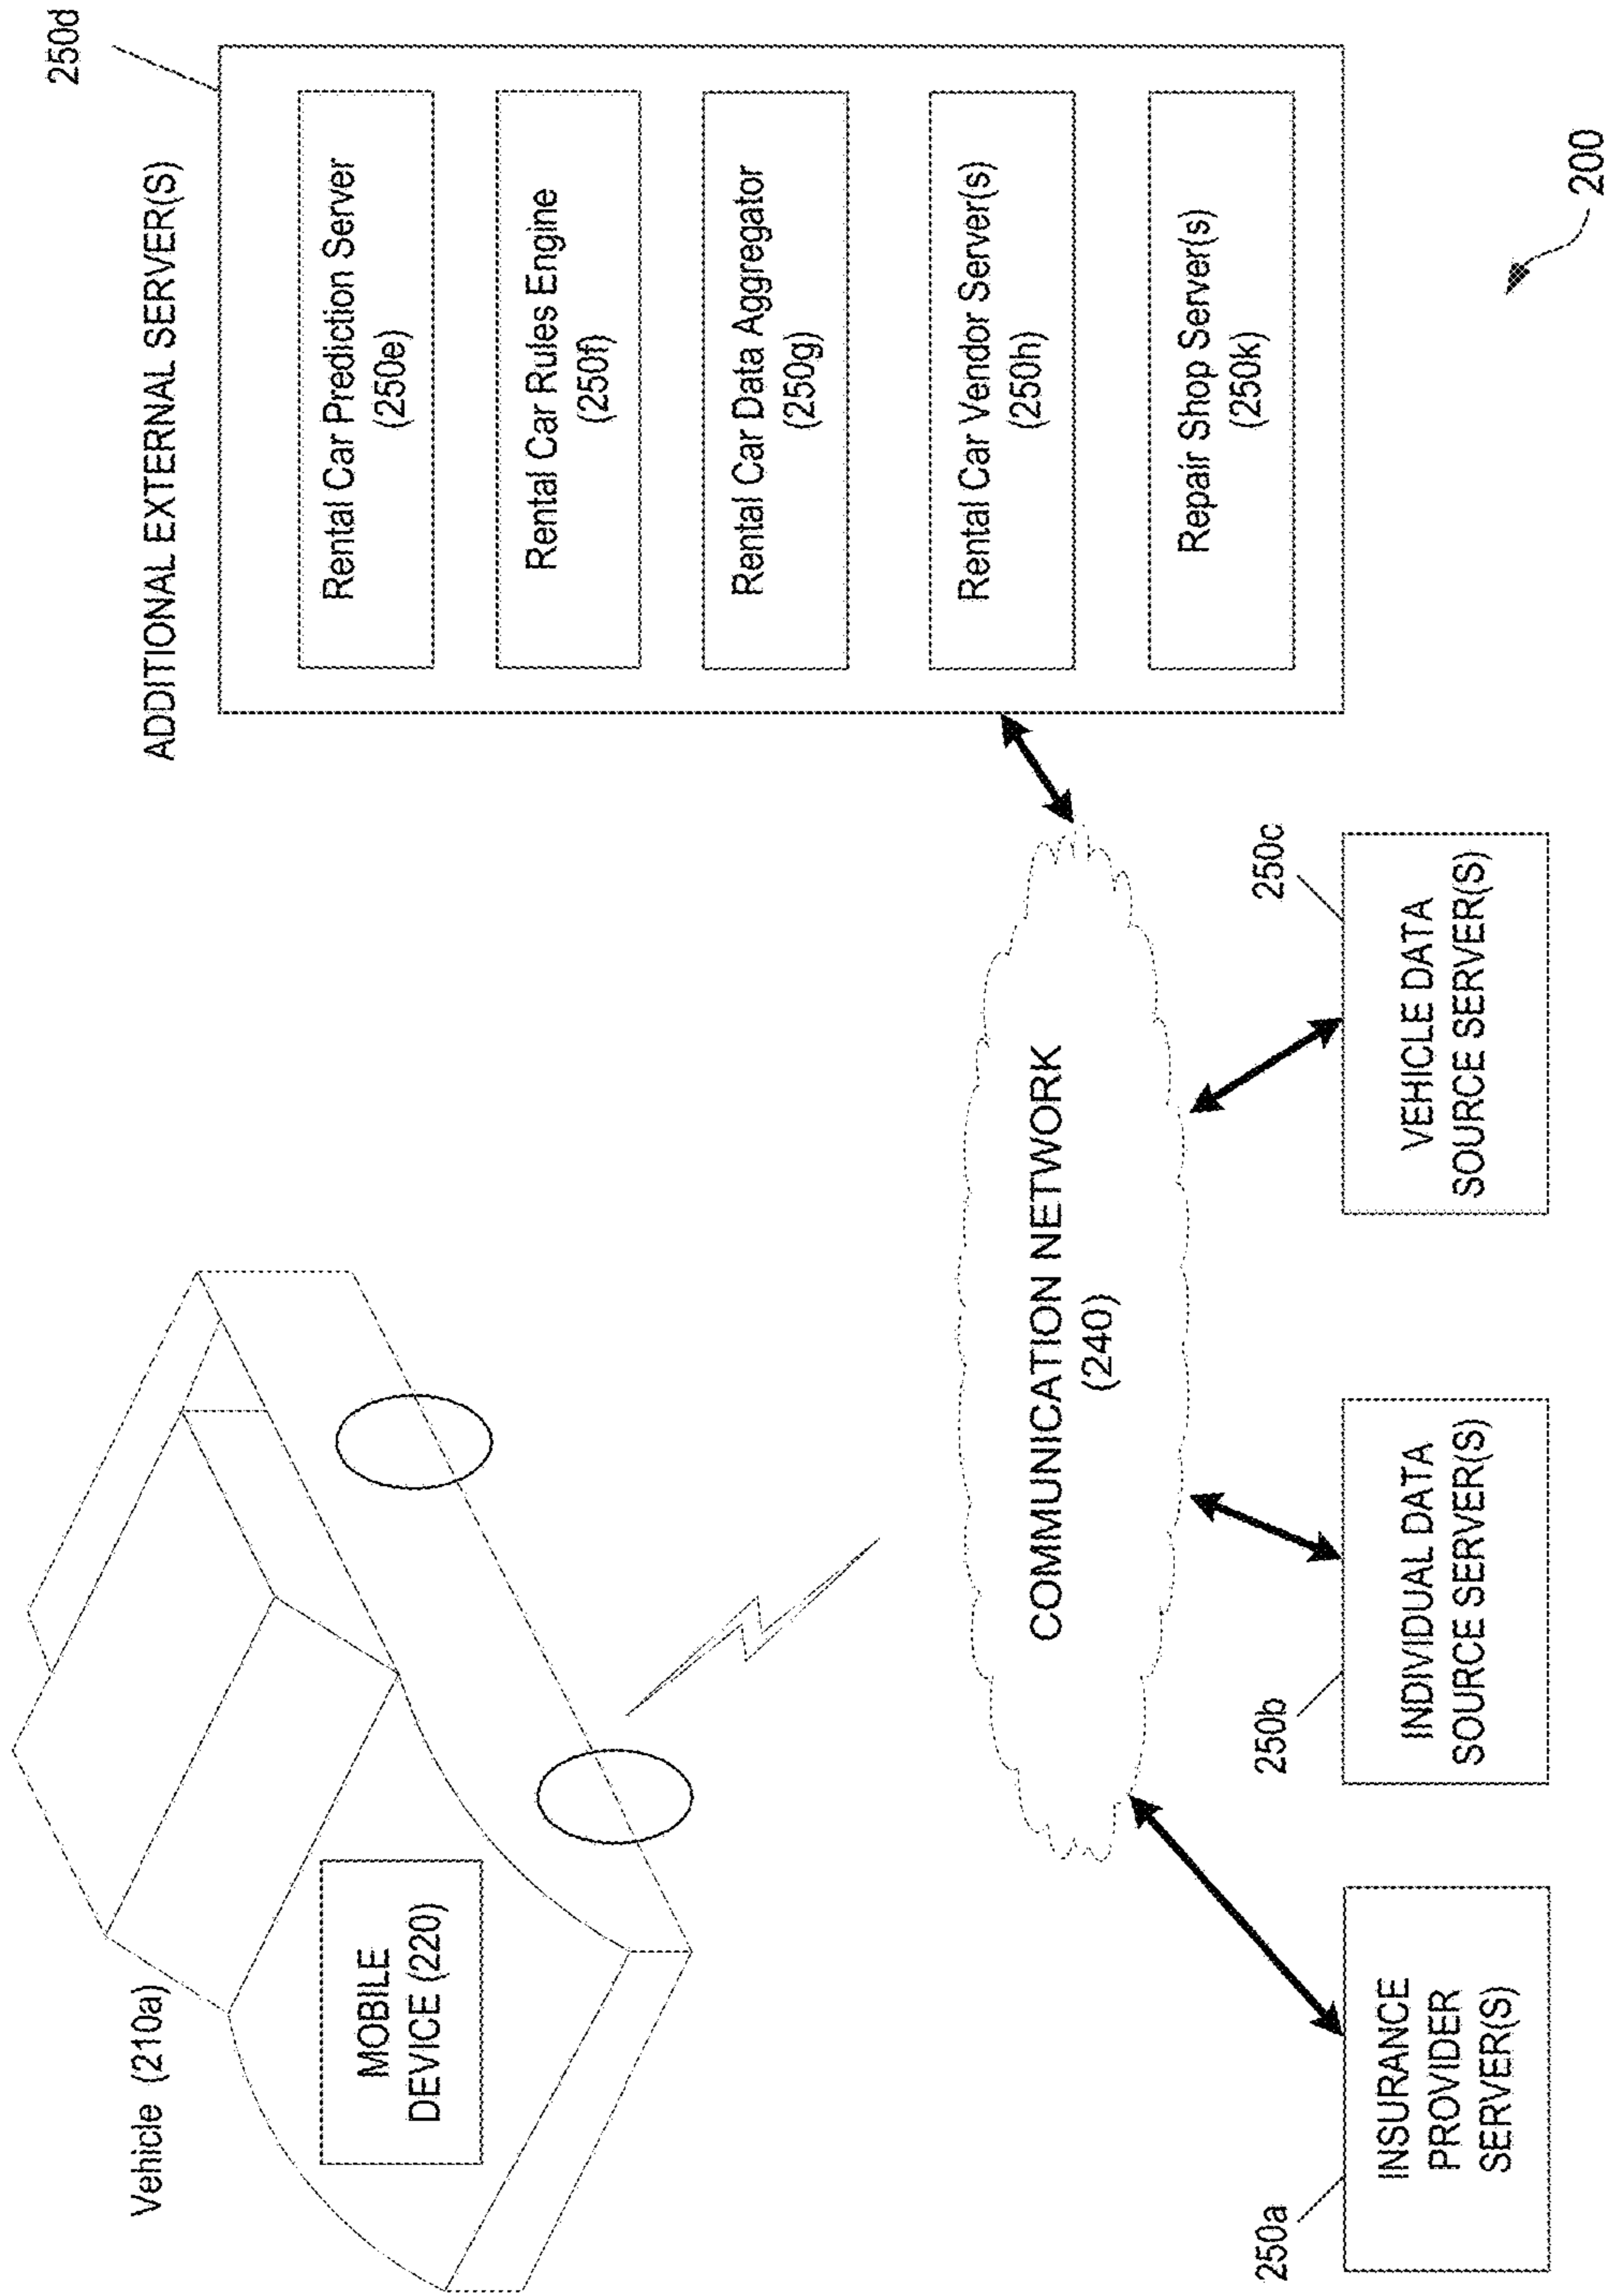 Vehicle (210a)
MOBILE
DEVICE (220)
ADDITIONAL EXTERNAL SERVER(S)
250d
Rental Car Prediction Server
(250e)
Rental Car Rules Engine
(250f)
Rental Car Data Aggregator
(250g)
Rental Car Vendor Server(s)
(250h)
Repair Shop Server(s)
(250k)
COMMUNICATION NETWORK
(240)
250a
INSURANCE
PROVIDER
SERVER(S)
250b
INDIVIDUAL DATA
SOURCE SERVER(S)
250c
VEHICLE DATA
SOURCE SERVER(S)
200